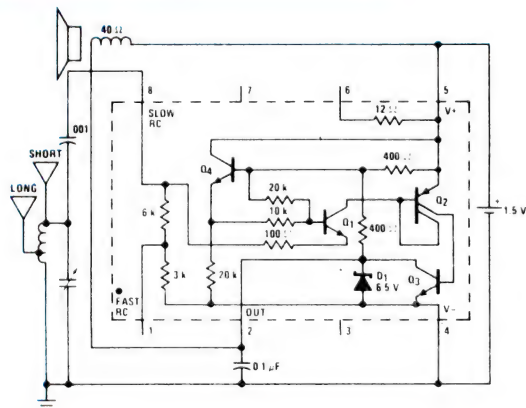 40 Ω
8
7
6
5
SLOW
RC
12 Ω
V+
001
SHORT
LONG
Q4
400 Ω
Q2
20 k
10 k
Q1
6 k
100 Ω
400 Ω
1.5 V
+
3 k
20 k
D1
6.5 V
Q3
FAST
RC
OUT
V−
1
2
3
4
0.1 μF